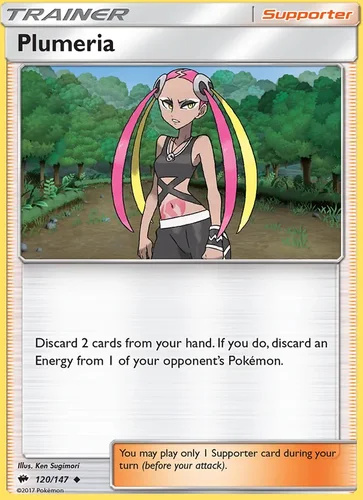 TRAINER Supporter
Plumeria
Discard 2 cards from your hand. If you do, discard an
Energy from 1 of your opponent's Pokémon.
Illus. Ken Sugimori
120/147 ◆
©2017 Pokémon
You may play only 1 Supporter card during your
turn (before your attack).